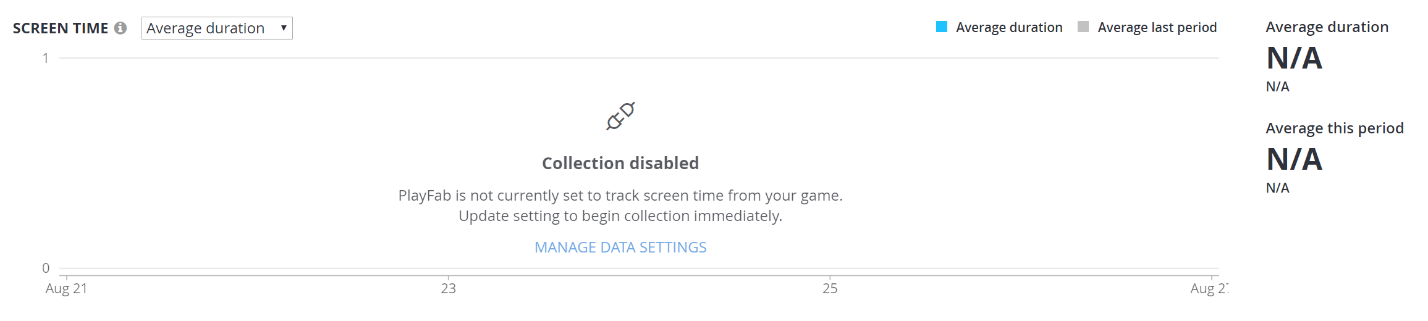 SCREEN TIME Average duration
Average duration Average last period
1
Collection disabled
PlayFab is not currently set to track screen time from your game.
Update setting to begin collection immediately.
MANAGE DATA SETTINGS
0
Aug 21 23 25 Aug 27
Average duration
N/A
N/A
Average this period
N/A
N/A